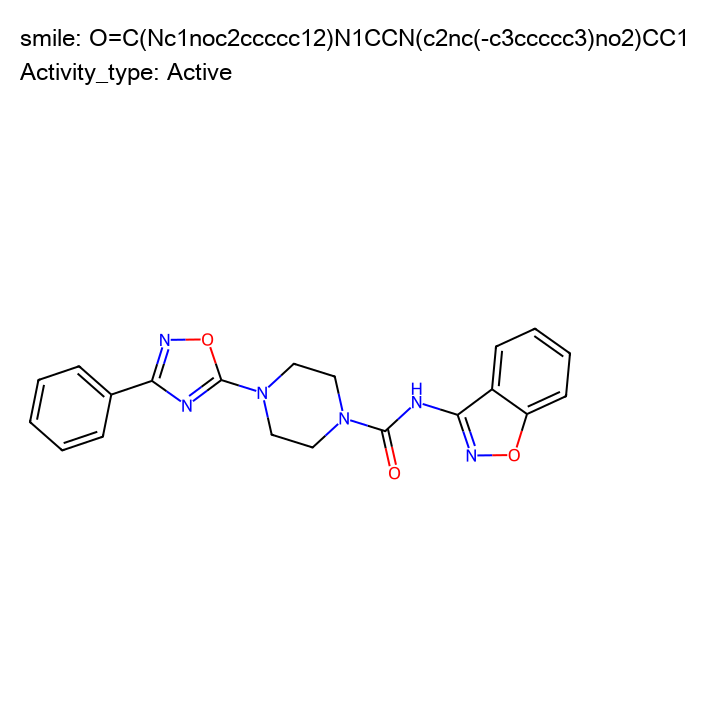 smile: O=C(Nc1noc2ccccc12)N1CCN(c2nc(-c3ccccc3)no2)CC1
Activity_type: Active
N O
N
N
N
H
N
O
N O